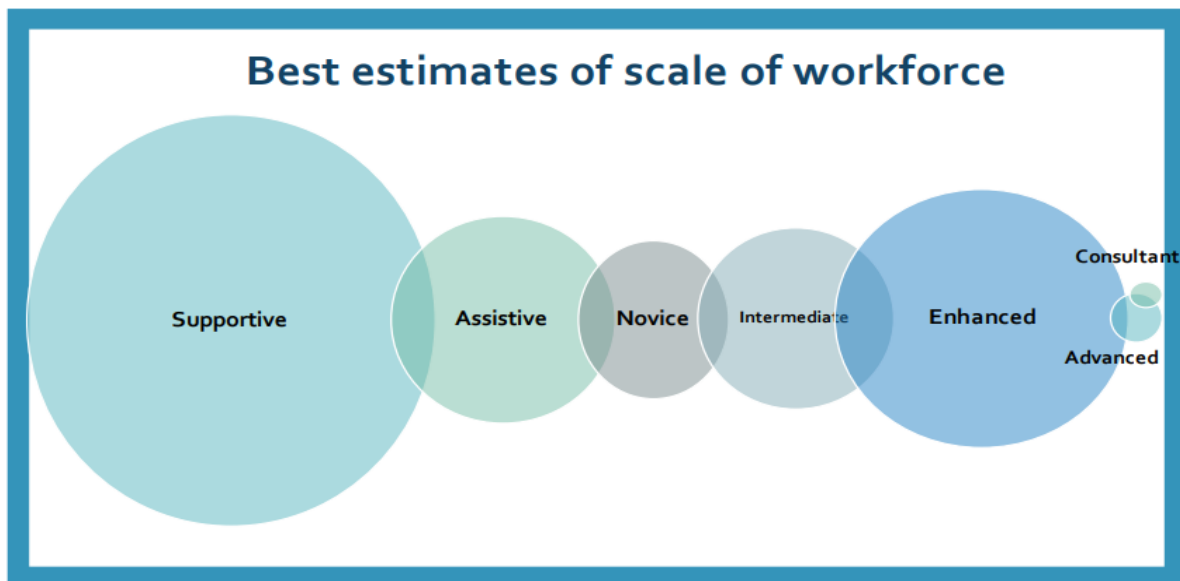 Best estimates of scale of workforce
Consultant
Supportive
Assistive
Novice
Intermediate
Enhanced
Advanced